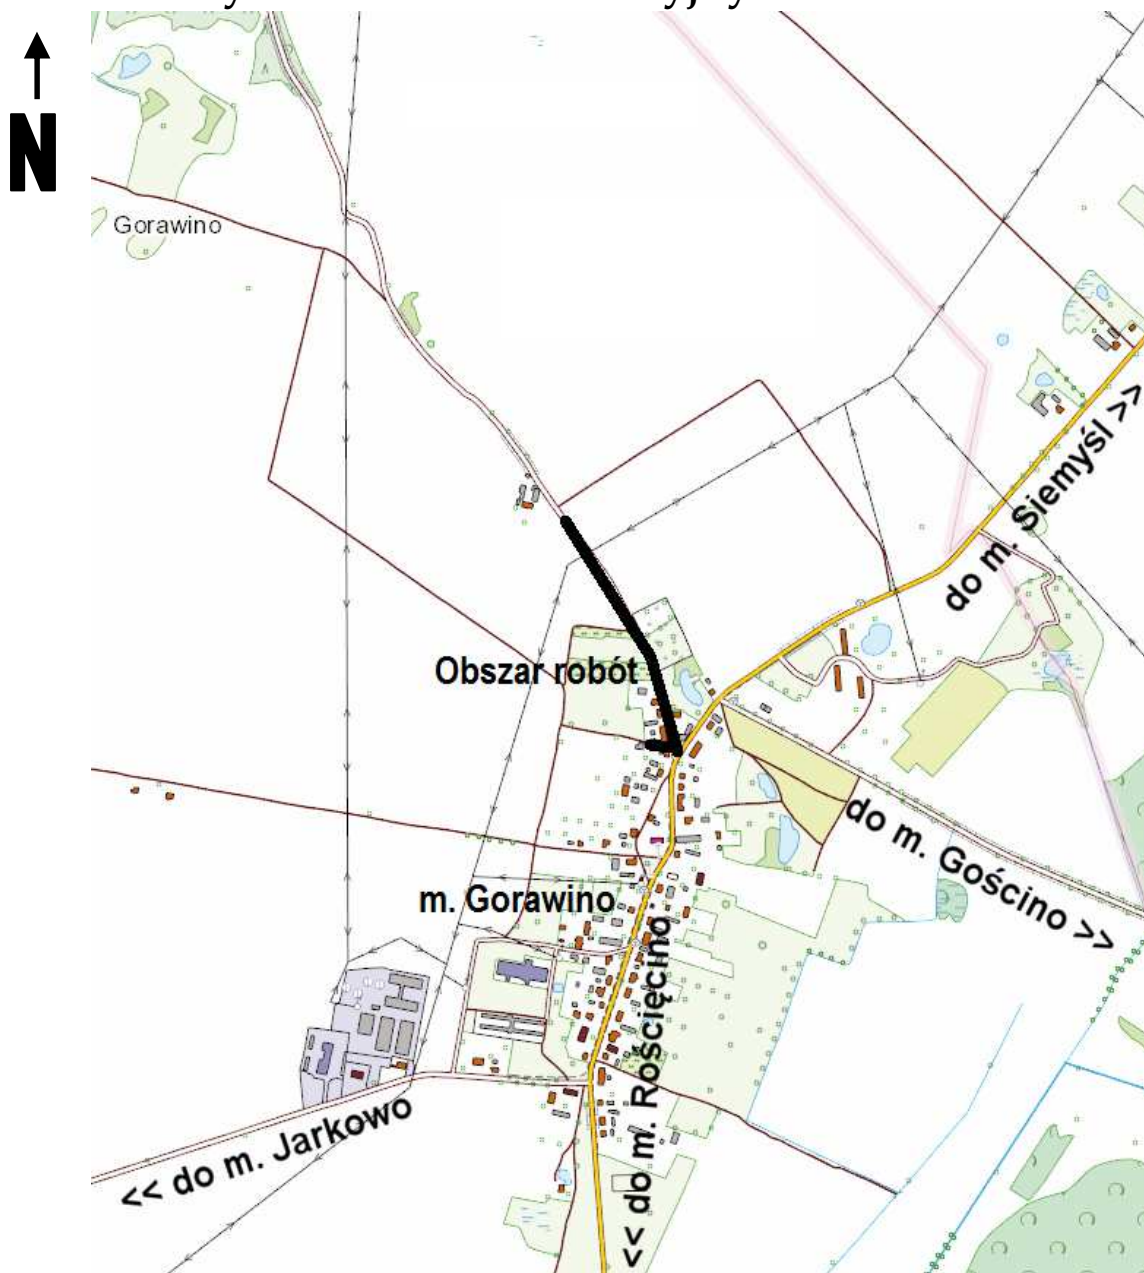 N
Gorawino
do m. Siemyśl >>
Obszar robót
do m. Gościno >>
m. Gorawino
<< do m. Rościęcino
<< do m. Jarkowo